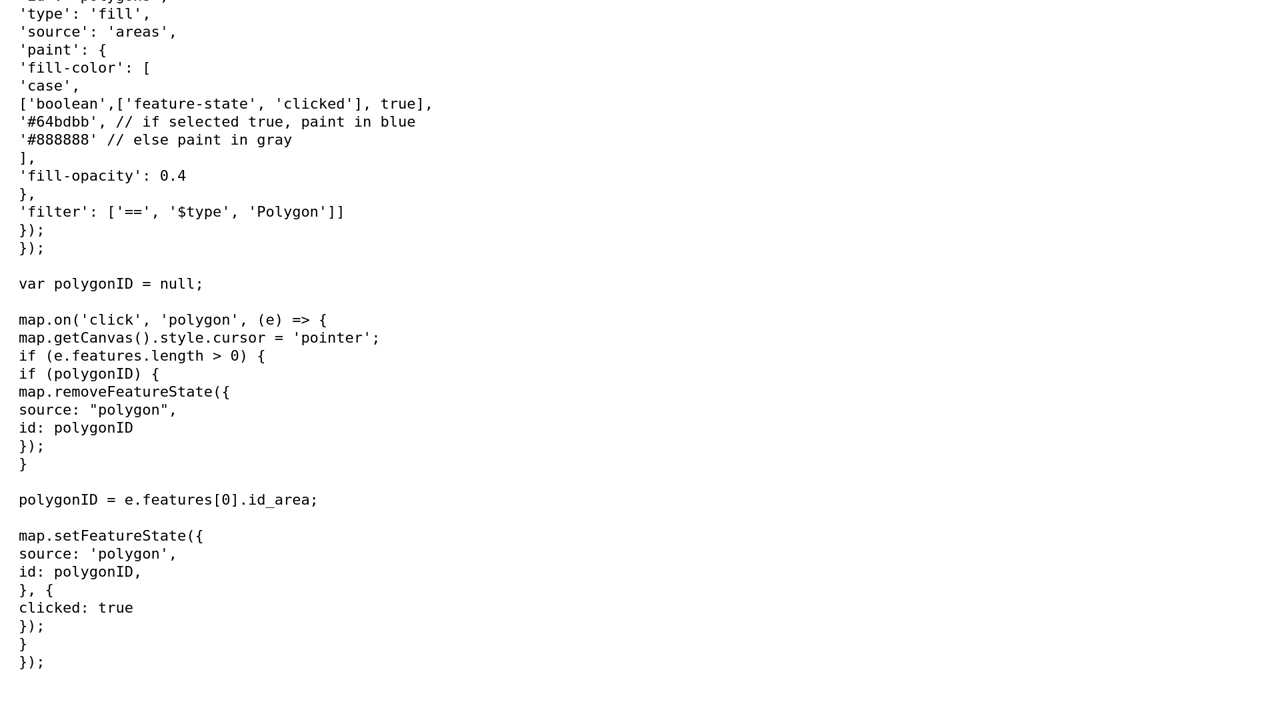 'type': 'fill',
'source': 'areas',
'paint': {
'fill-color': [
'case',
['boolean',['feature-state', 'clicked'], true],
'#64bdbb', // if selected true, paint in blue
'#888888' // else paint in gray
],
'fill-opacity': 0.4
},
'filter': ['==', '$type', 'Polygon']]
});
});

var polygonID = null;

map.on('click', 'polygon', (e) => {
map.getCanvas().style.cursor = 'pointer';
if (e.features.length > 0) {
if (polygonID) {
map.removeFeatureState({
source: "polygon",
id: polygonID
});
}

polygonID = e.features[0].id_area;

map.setFeatureState({
source: 'polygon',
id: polygonID,
}, {
clicked: true
});
}
});